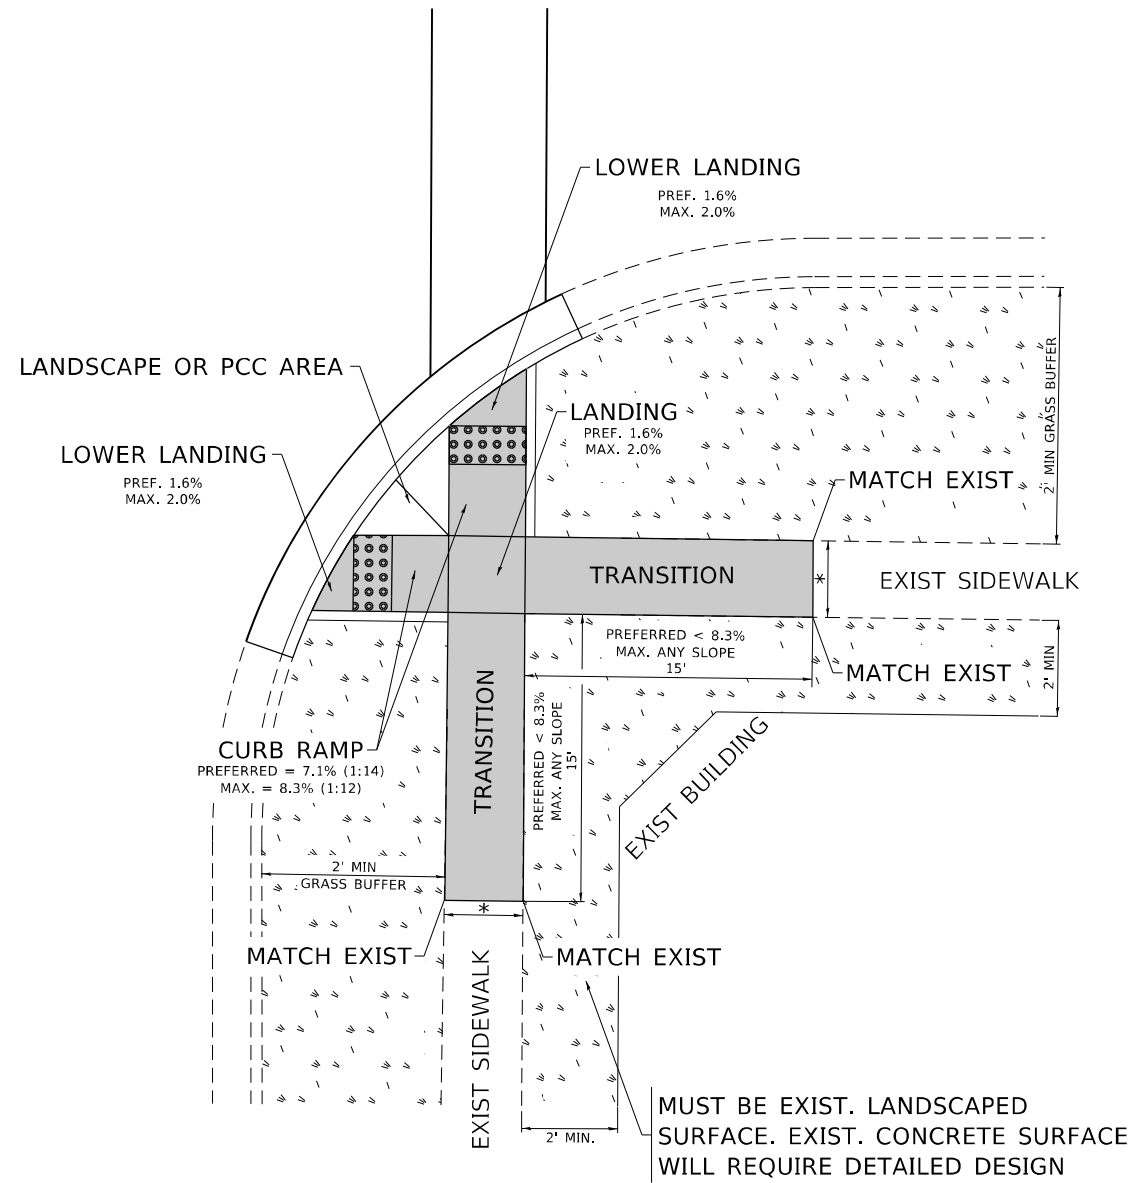 LOWER LANDING
PREF. 1.6%
MAX. 2.0%
LANDSCAPE OR PCC AREA
LANDING
PREF. 1.6%
MAX. 2.0%
LOWER LANDING
PREF. 1.6%
MAX. 2.0%
2' MIN GRASS BUFFER
MATCH EXIST
TRANSITION
*
EXIST SIDEWALK
PREFERRED < 8.3%
MAX. ANY SLOPE
15'
MATCH EXIST
2' MIN
TRANSITION
PREFERRED < 8.3%
MAX. ANY SLOPE
15'
CURB RAMP
PREFERRED = 7.1% (1:14)
MAX. = 8.3% (1:12)
EXIST BUILDING
2' MIN
GRASS BUFFER
*
MATCH EXIST
MATCH EXIST
EXIST SIDEWALK
2' MIN.
MUST BE EXIST. LANDSCAPED
SURFACE. EXIST. CONCRETE SURFACE
WILL REQUIRE DETAILED DESIGN